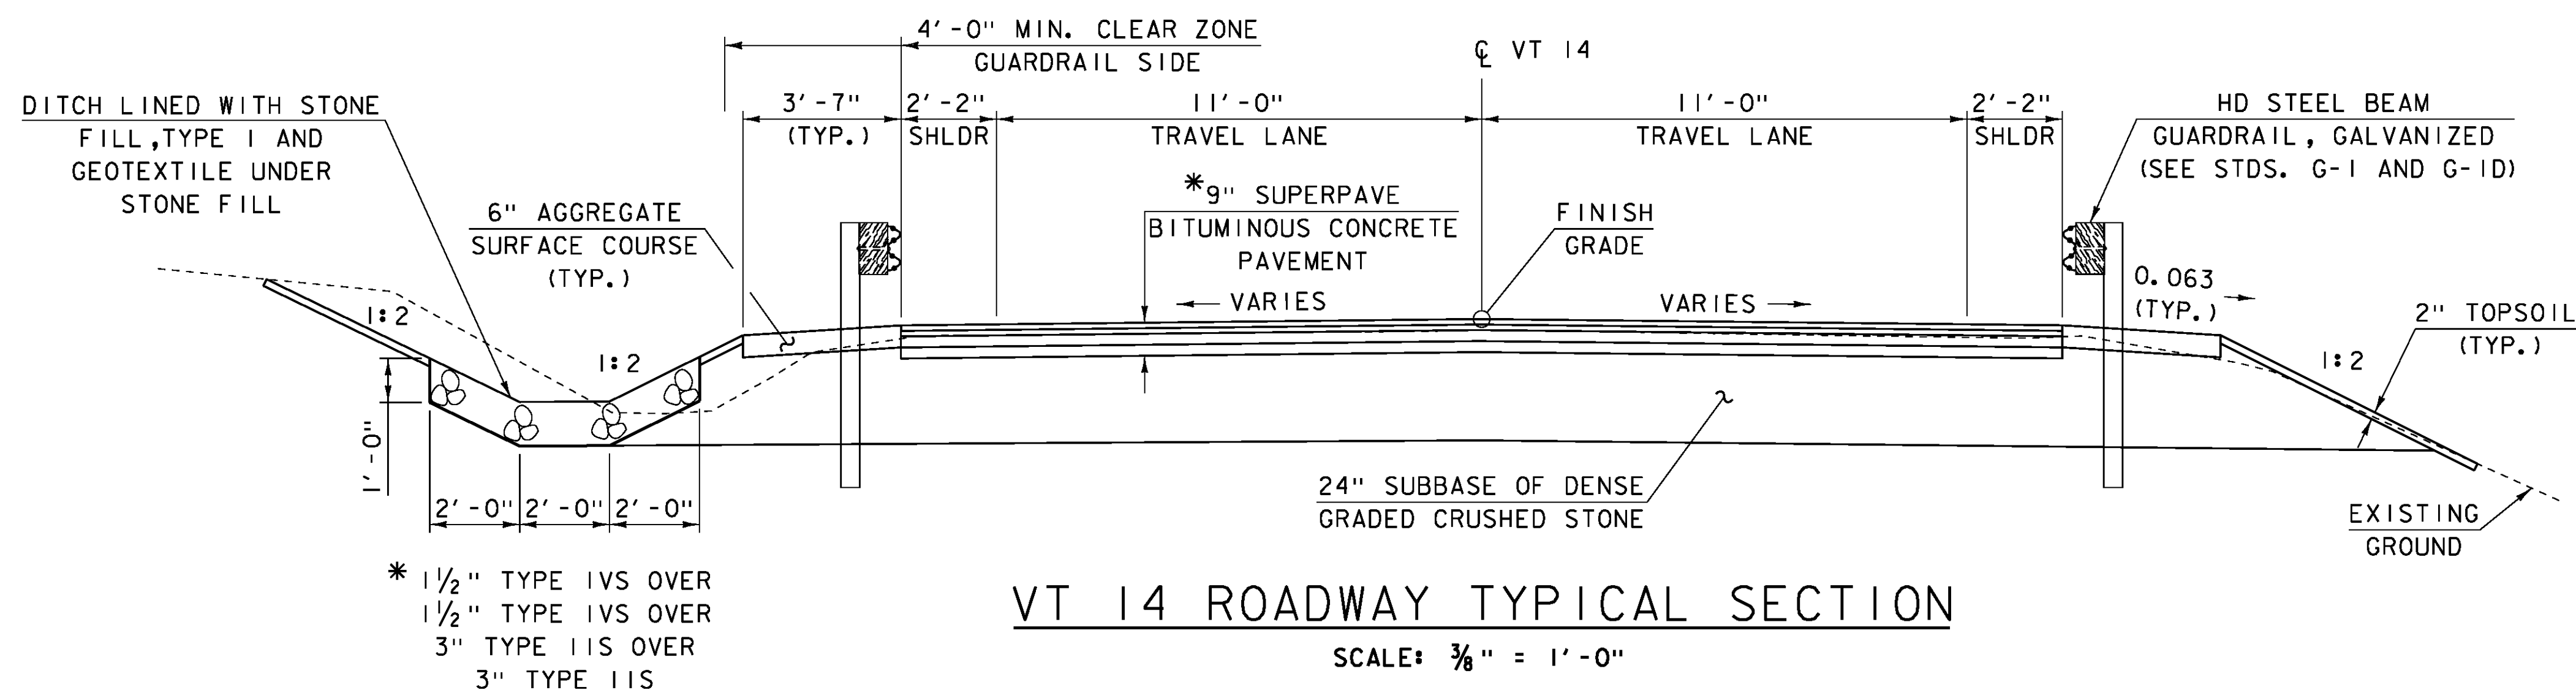 4'-0" MIN. CLEAR ZONE
GUARDRAIL SIDE
℄ VT 14
DITCH LINED WITH STONE
FILL, TYPE I AND
GEOTEXTILE UNDER
STONE FILL
3'-7"
(TYP.)
2'-2"
SHLDR
11'-0"
TRAVEL LANE
11'-0"
TRAVEL LANE
2'-2"
SHLDR
HD STEEL BEAM
GUARDRAIL, GALVANIZED
(SEE STDS. G-1 AND G-1D)
6" AGGREGATE
SURFACE COURSE
(TYP.)
*9" SUPERPAVE
BITUMINOUS CONCRETE
PAVEMENT
FINISH
GRADE
VARIES
VARIES
0.063
(TYP.)
2" TOPSOIL
(TYP.)
1:2
1:2
1:2
1'-0"
2'-0"
2'-0"
2'-0"
24" SUBBASE OF DENSE
GRADED CRUSHED STONE
EXISTING
GROUND
* 1½" TYPE IVS OVER
1½" TYPE IVS OVER
3" TYPE IIS OVER
3" TYPE IIS
VT 14 ROADWAY TYPICAL SECTION
SCALE: ⅜" = 1'-0"